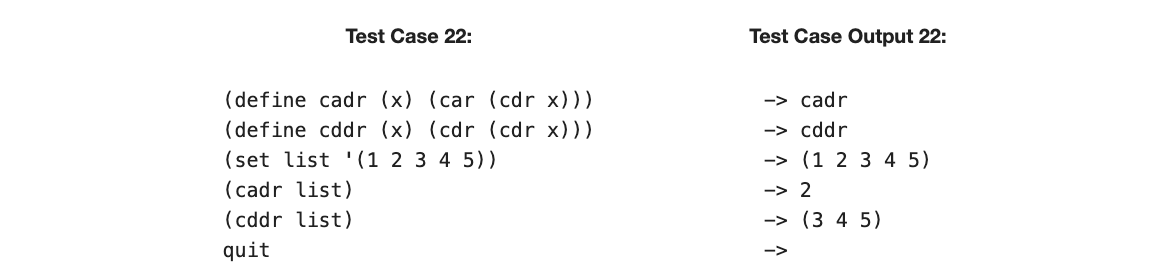 Test Case 22: Test Case Output 22:
(define cadr (x) (car (cdr x))) -> cadr
(define cddr (x) (cdr (cdr x))) -> cddr
(set list '(1 2 3 4 5)) -> (1 2 3 4 5)
(cadr list) -> 2
(cddr list) -> (3 4 5)
quit ->